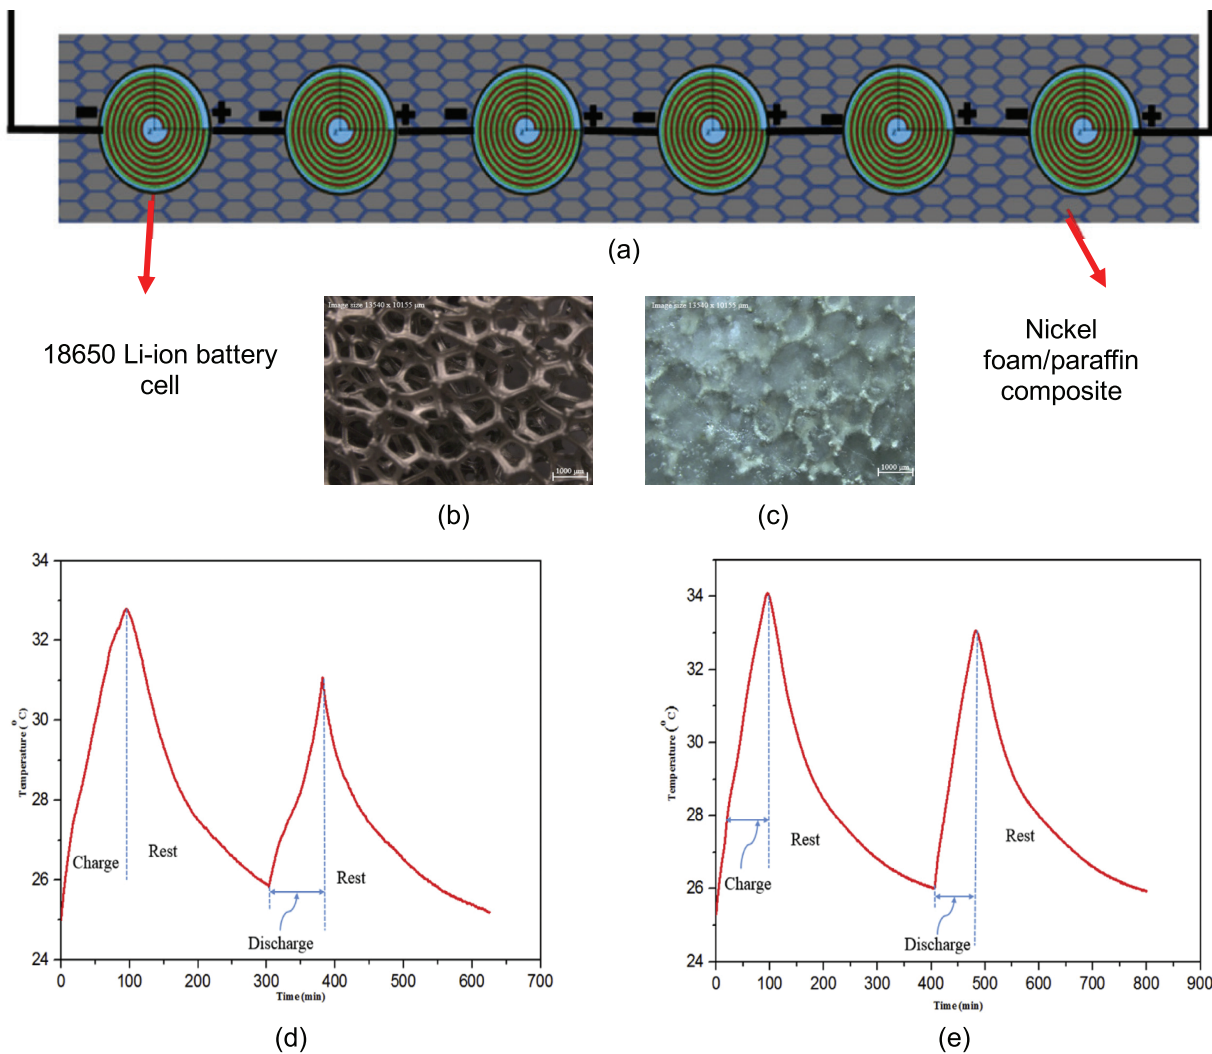 (a)
18650 Li-ion battery
cell
Image size 13540 x 10155 µm
1000 µm
(b)
Image size 13540 x 10155 µm
1000 µm
(c)
Nickel
foam/paraffin
composite
34
32
30
28
26
24
Temperature (°C)
0
100
200
300
400
500
600
700
Time (min)
Charge
Rest
Discharge
Rest
(d)
34
32
30
28
26
24
Temperature (°C)
0
100
200
300
400
500
600
700
800
900
Time (min)
Charge
Rest
Discharge
Rest
(e)